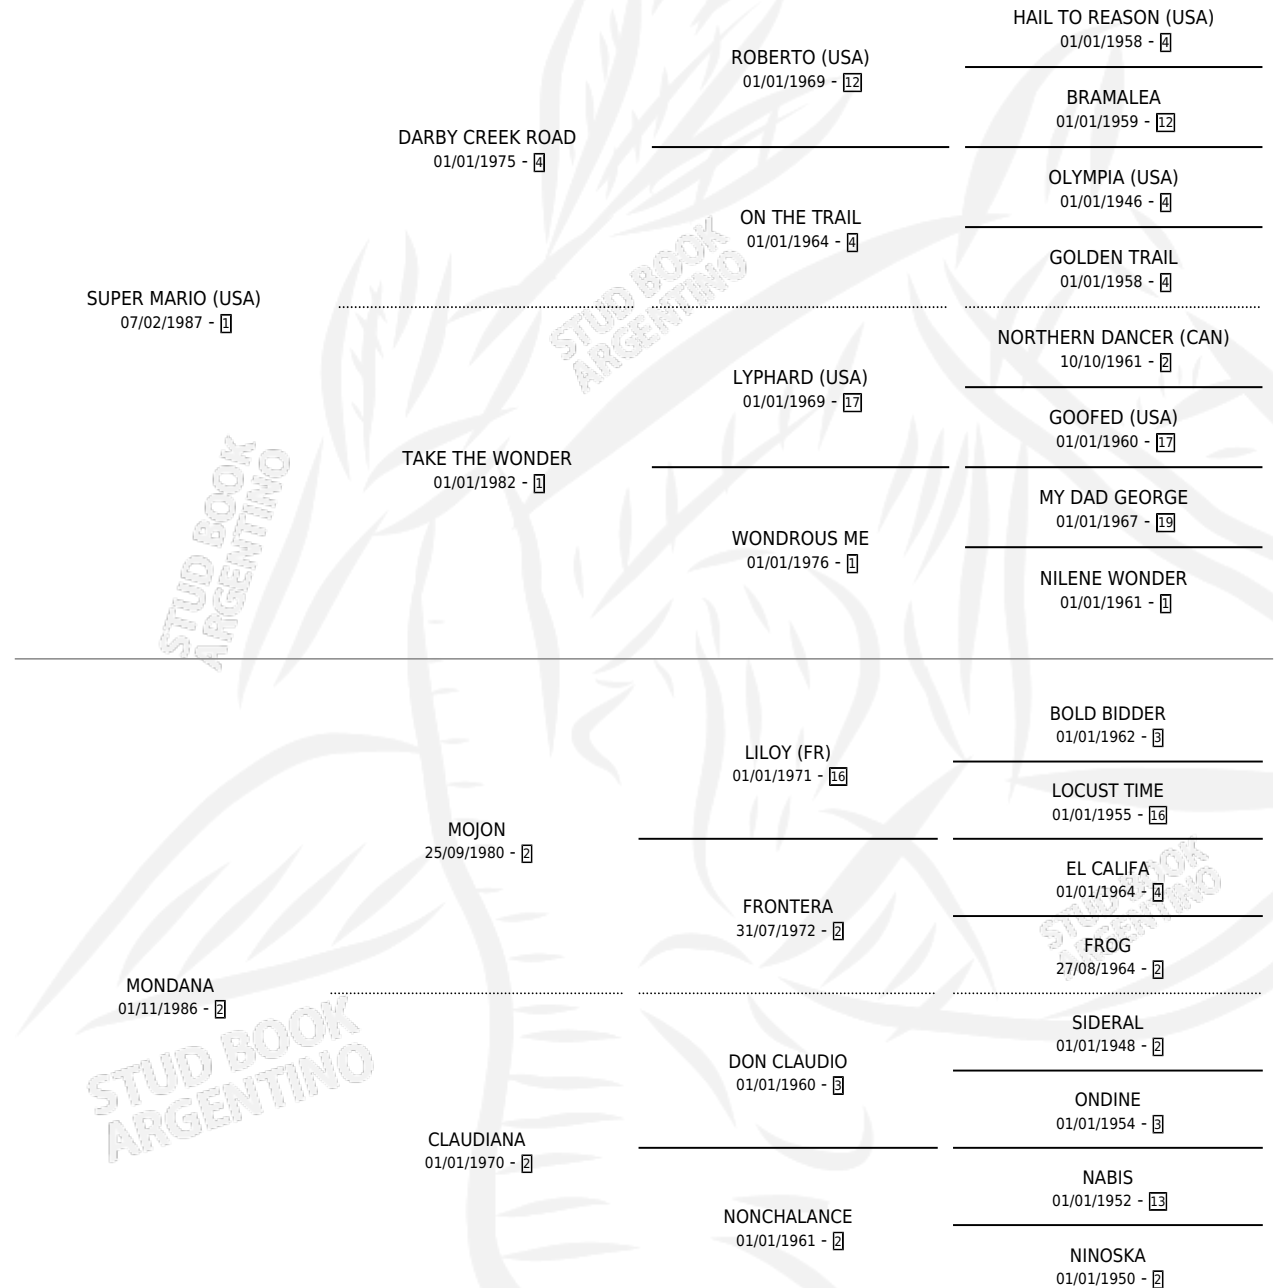 HAIL TO REASON (USA)
01/01/1958 - 4
ROBERTO (USA)
01/01/1969 - 12
BRAMALEA
01/01/1959 - 12
DARBY CREEK ROAD
01/01/1975 - 4
OLYMPIA (USA)
01/01/1946 - 4
ON THE TRAIL
01/01/1964 - 4
GOLDEN TRAIL
01/01/1958 - 4
SUPER MARIO (USA)
07/02/1987 - 1
STUD BOOK
ARGENTINO
NORTHERN DANCER (CAN)
10/10/1961 - 2
LYPHARD (USA)
01/01/1969 - 17
GOOFED (USA)
01/01/1960 - 17
TAKE THE WONDER
01/01/1982 - 1
MY DAD GEORGE
01/01/1967 - 19
WONDROUS ME
01/01/1976 - 1
NILENE WONDER
01/01/1961 - 1
STUD BOOK
ARGENTINO
BOLD BIDDER
01/01/1962 - 3
LILOY (FR)
01/01/1971 - 16
LOCUST TIME
01/01/1955 - 16
MOJON
25/09/1980 - 2
EL CALIFA
01/01/1964 - 4
FRONTERA
31/07/1972 - 2
STUD BOOK
ARGENTINO
FROG
27/08/1964 - 2
MONDANA
01/11/1986 - 2
SIDERAL
01/01/1948 - 2
DON CLAUDIO
01/01/1960 - 3
STUD BOOK
ARGENTINO
ONDINE
01/01/1954 - 3
CLAUDIANA
01/01/1970 - 2
NABIS
01/01/1952 - 13
NONCHALANCE
01/01/1961 - 2
NINOSKA
01/01/1950 - 2